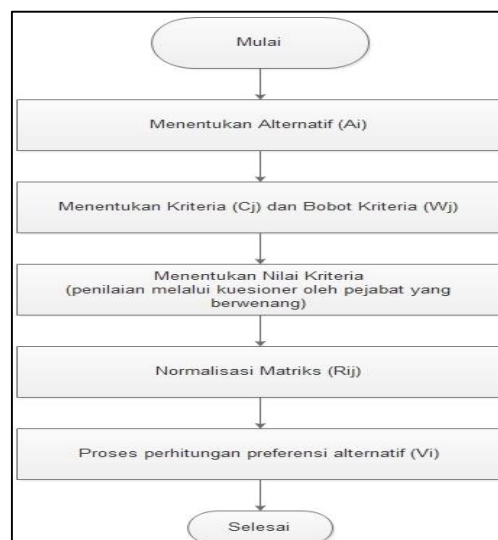 Mulai
Menentukan Alternatif (Ai)
Menentukan Kriteria (Cj) dan Bobot Kriteria (Wj)
Menentukan Nilai Kriteria
(penilaian melalui kuesioner oleh pejabat yang
berwenang)
Normalisasi Matriks (Rij)
Proses perhitungan preferensi alternatif (Vi)
Selesai